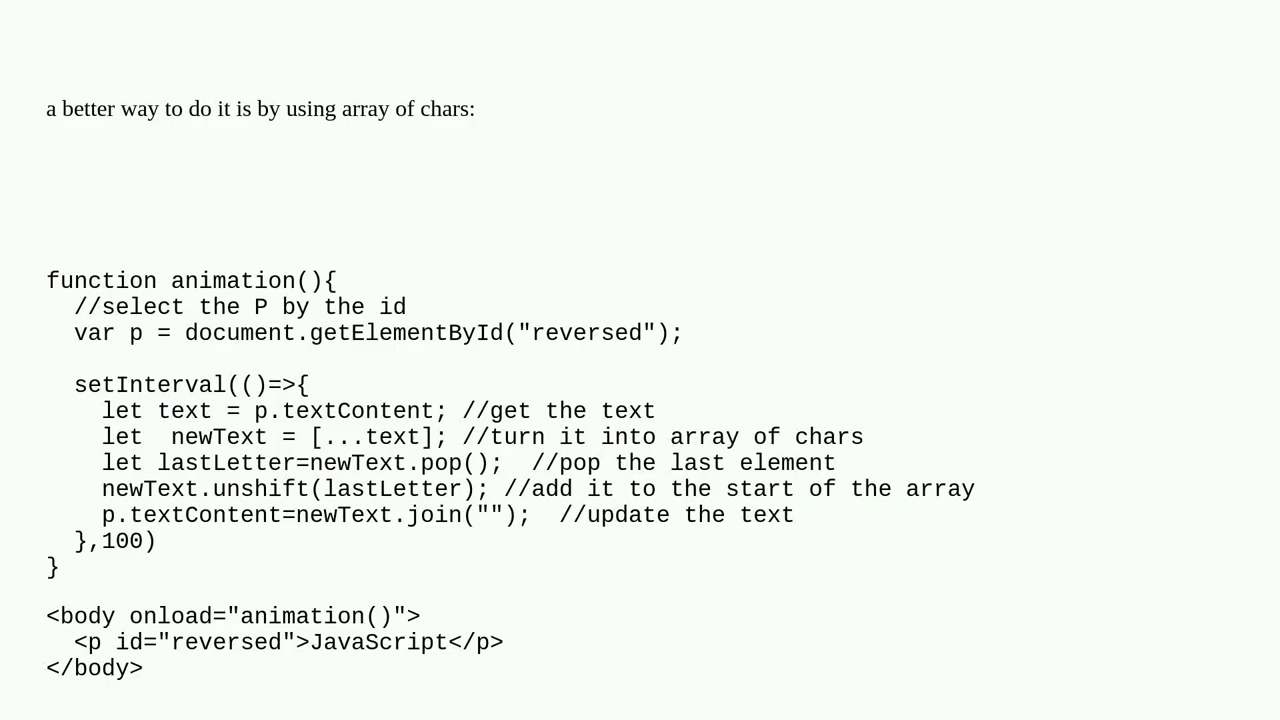 a better way to do it is by using array of chars:
function animation(){
  //select the P by the id
  var p = document.getElementById("reversed");
  setInterval(()=>{
    let text = p.textContent; //get the text
    let  newText = [...text]; //turn it into array of chars
    let lastLetter=newText.pop();  //pop the last element
    newText.unshift(lastLetter); //add it to the start of the array
    p.textContent=newText.join("");  //update the text
  },100)
}
<body onload="animation()">
  <p id="reversed">JavaScript</p>
</body>